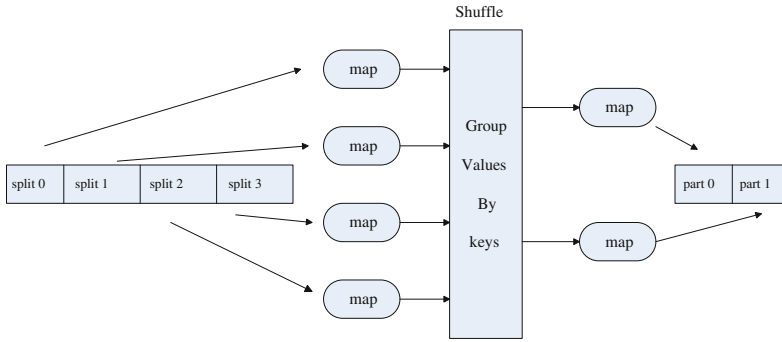 Shuffle
map
map
map
map
split 0 split 1 split 2 split 3
Group
Values
By
keys
map
map
part 0 part 1